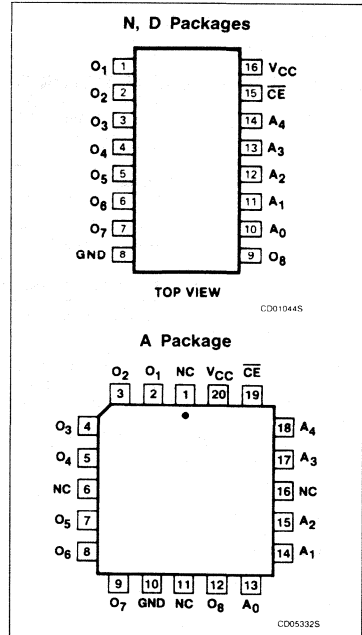 N, D Packages
O1 1 16 VCC
O2 2 15 CE
O3 3 14 A4
O4 4 13 A3
O5 5 12 A2
O6 6 11 A1
O7 7 10 A0
GND 8 9 O8
TOP VIEW
CD01044S
A Package
O2 O1 NC VCC CE
3 2 1 20 19
O3 4 18 A4
O4 5 17 A3
NC 6 16 NC
O5 7 15 A2
O6 8 14 A1
9 10 11 12 13
O7 GND NC O8 A0
CD05332S